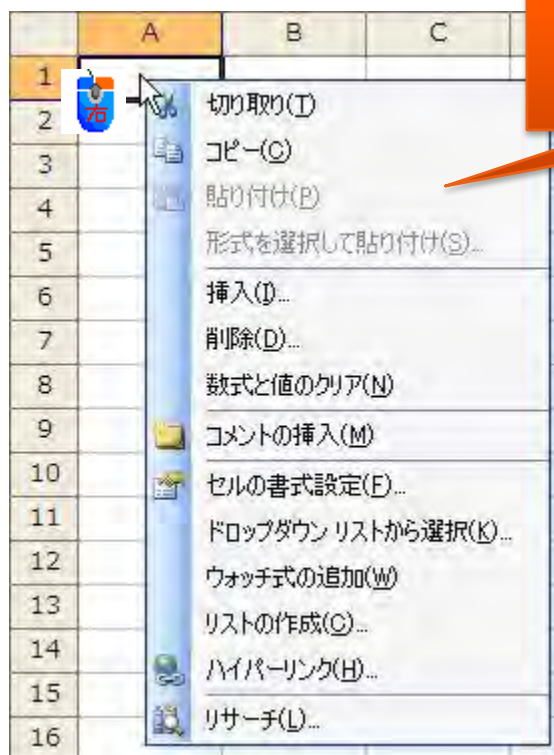 A B C
1
右
切り取り(T)
2
コピー(C)
3
貼り付け(P)
4
形式を選択して貼り付け(S)...
5
挿入(I)...
6
削除(D)...
7
数式と値のクリア(N)
8
コメントの挿入(M)
9
セルの書式設定(F)...
10
ドロップダウン リストから選択(K)...
11
ウォッチ式の追加(W)
12
リストの作成(C)...
13
ハイパーリンク(H)...
14
リサーチ(L)...
15
16